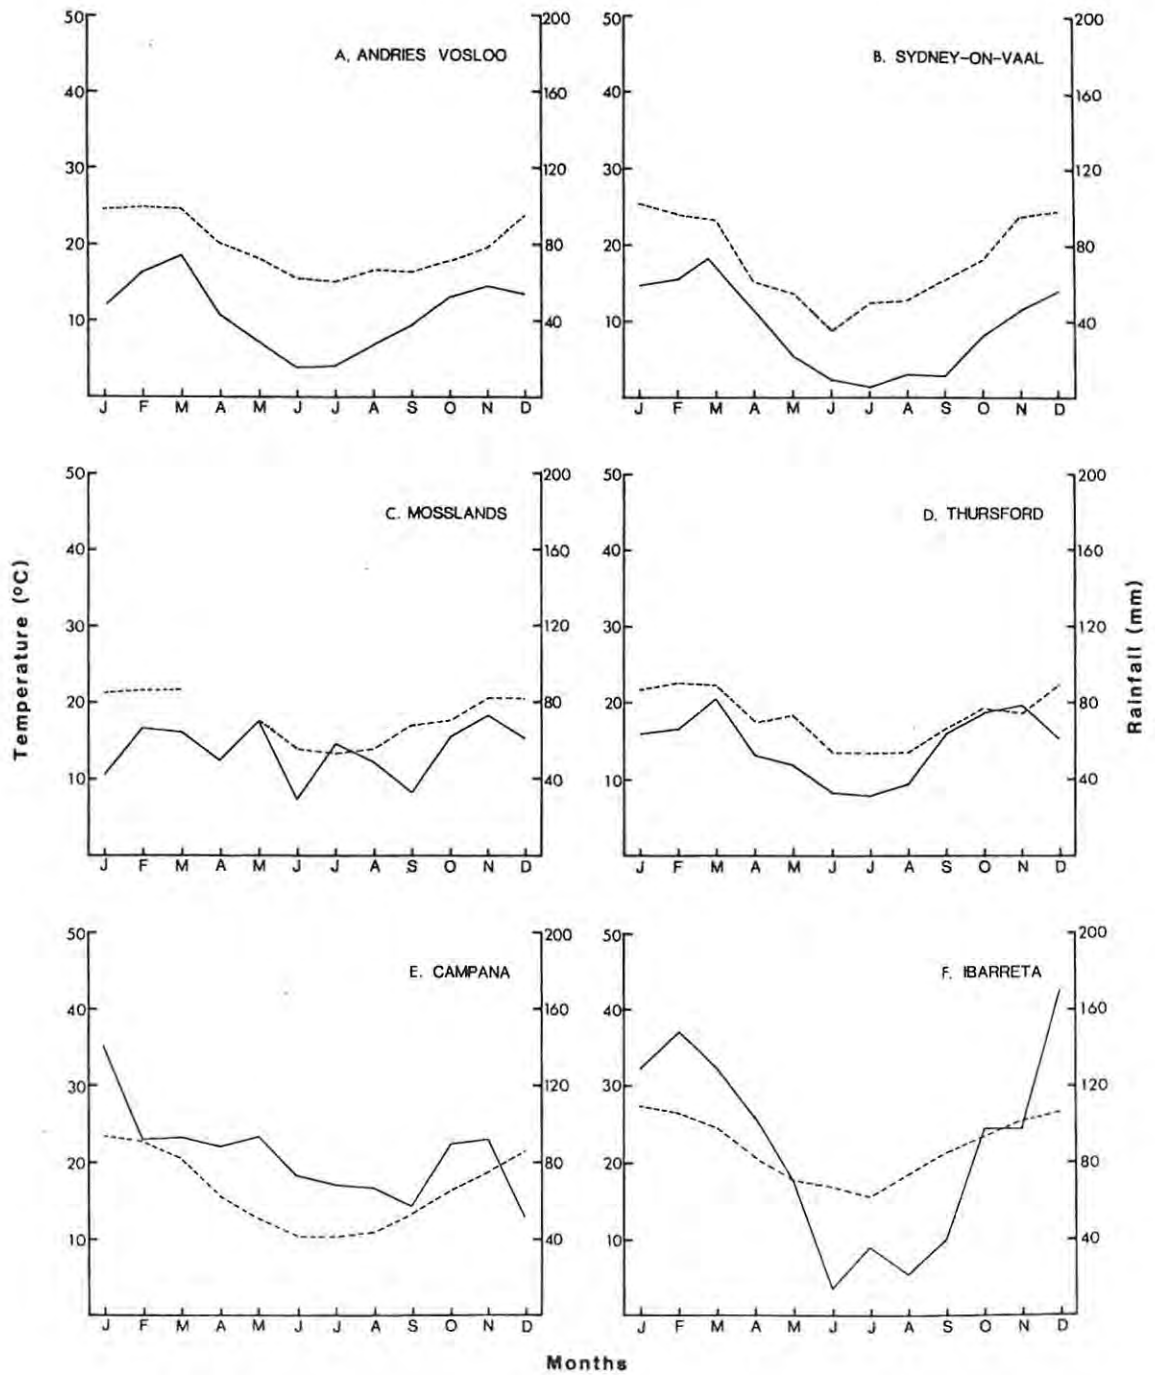 A. ANDRIES VOSLOO
50 40 30 20 10
200 160 120 80 40
J F M A M J J A S O N D
B. SYDNEY-ON-VAAL
50 40 30 20 10
200 160 120 80 40
J F M A M J J A S O N D
C. MOSSLANDS
50 40 30 20 10
200 160 120 80 40
J F M A M J J A S O N D
D. THURSFORD
50 40 30 20 10
200 160 120 80 40
J F M A M J J A S O N D
Temperature (ºC)
Rainfall (mm)
E. CAMPANA
50 40 30 20 10
200 160 120 80 40
J F M A M J J A S O N D
F. IBARRETA
50 40 30 20 10
200 160 120 80 40
J F M A M J J A S O N D
Months